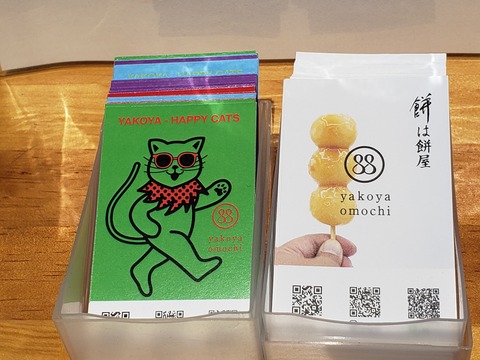 YAKOYA - HAPPY CATS
88
yakoya
omochi
餅は餅屋
88
yakoya
omochi